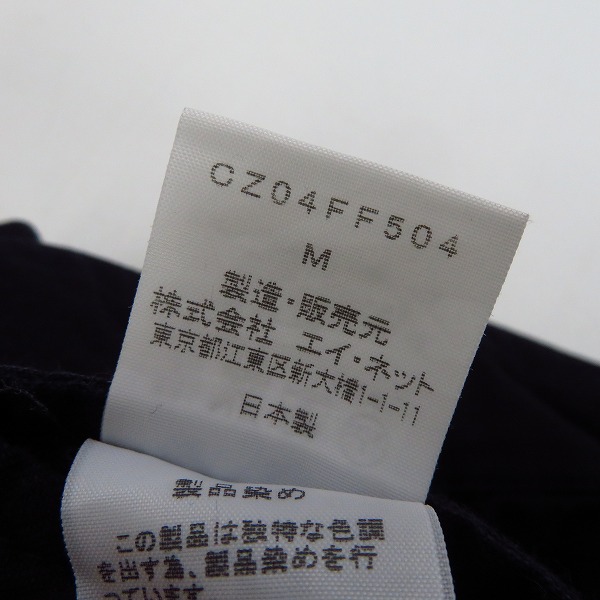 CZ04FF504
M
製造・販売元
株式会社 エイ・ネット
東京都江東区新大橋1-1-11
日本製
製品染め
この製品は独特な色調
を出す為、製品染めを行
っています。